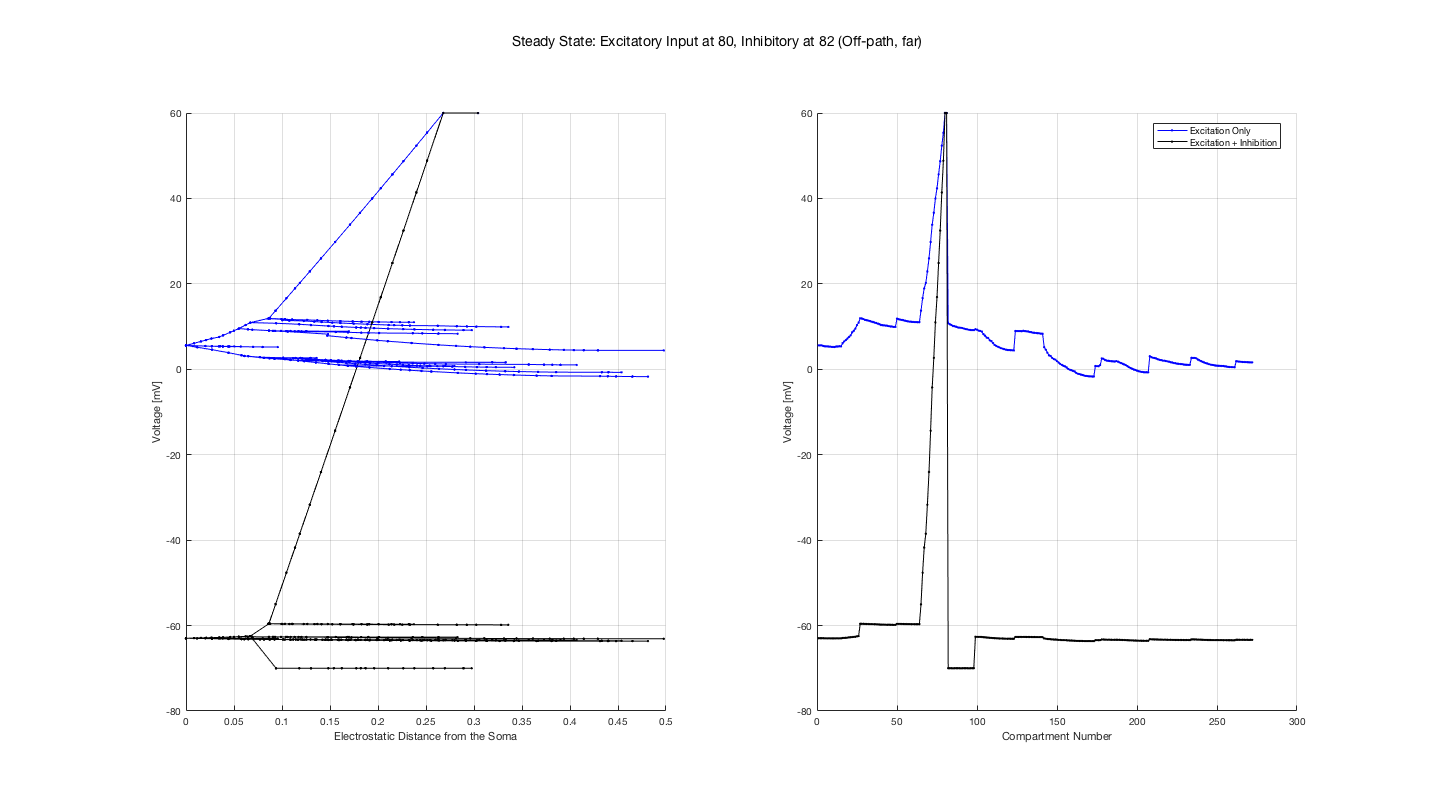 Steady State: Excitatory Input at 80, Inhibitory at 82 (Off-path, far)
60
40
20
0
-20
-40
-60
-80
Voltage [mV]
0 0.05 0.1 0.15 0.2 0.25 0.3 0.35 0.4 0.45 0.5
Electrostatic Distance from the Soma
60
40
20
0
-20
-40
-60
-80
Voltage [mV]
0 50 100 150 200 250 300
Compartment Number
Excitation Only
Excitation + Inhibition